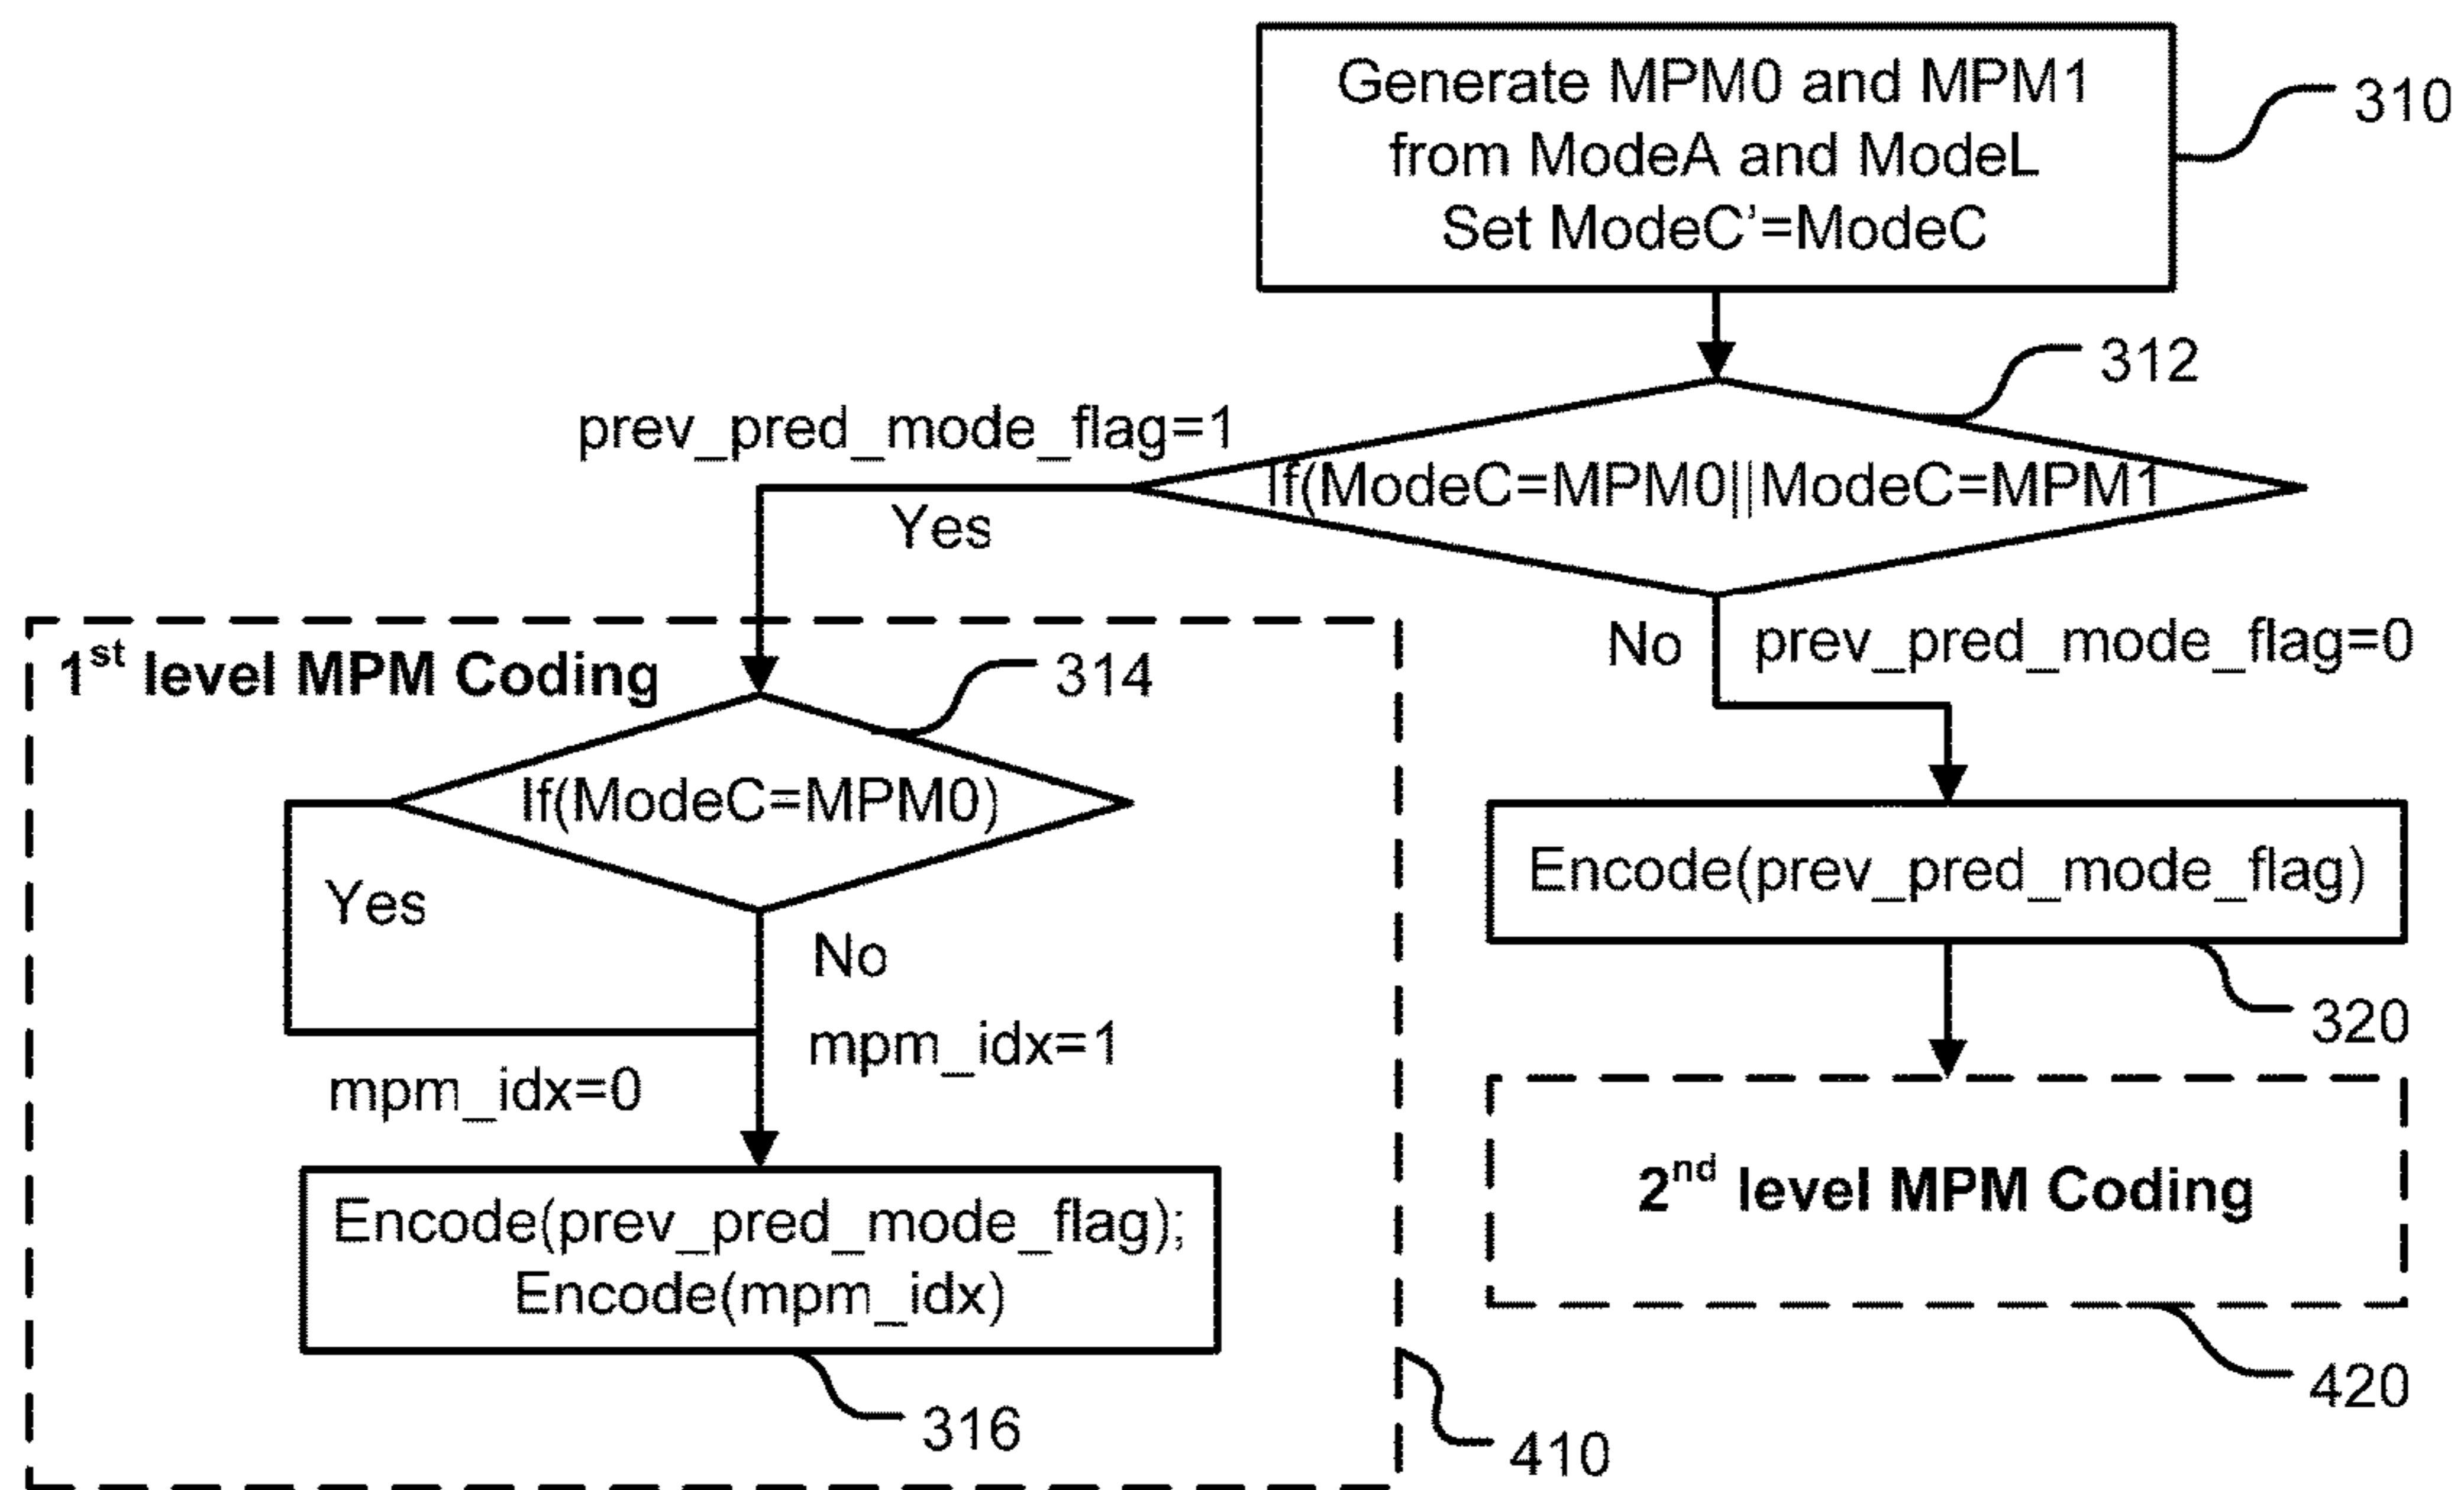 Generate MPM0 and MPM1
from ModeA and ModeL
Set ModeC’=ModeC
310
312
prev_pred_mode_flag=1
If(ModeC=MPM0||ModeC=MPM1
Yes
No
prev_pred_mode_flag=0
1st level MPM Coding
314
If(ModeC=MPM0)
Yes
No
mpm_idx=1
mpm_idx=0
Encode(prev_pred_mode_flag);
Encode(mpm_idx)
316
410
Encode(prev_pred_mode_flag)
320
2nd level MPM Coding
420